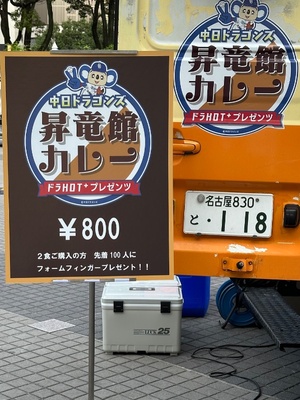 中日ドラゴンズ
昇竜館
カレー
ドラHOT+プレゼンツ
¥800
2食ご購入の方 先着100人に
フォームフィンガープレゼント!!
中日ドラゴンズ
昇竜館
カレー
ドラHOT+プレゼンツ
名古屋830
と・118
LIVE 25